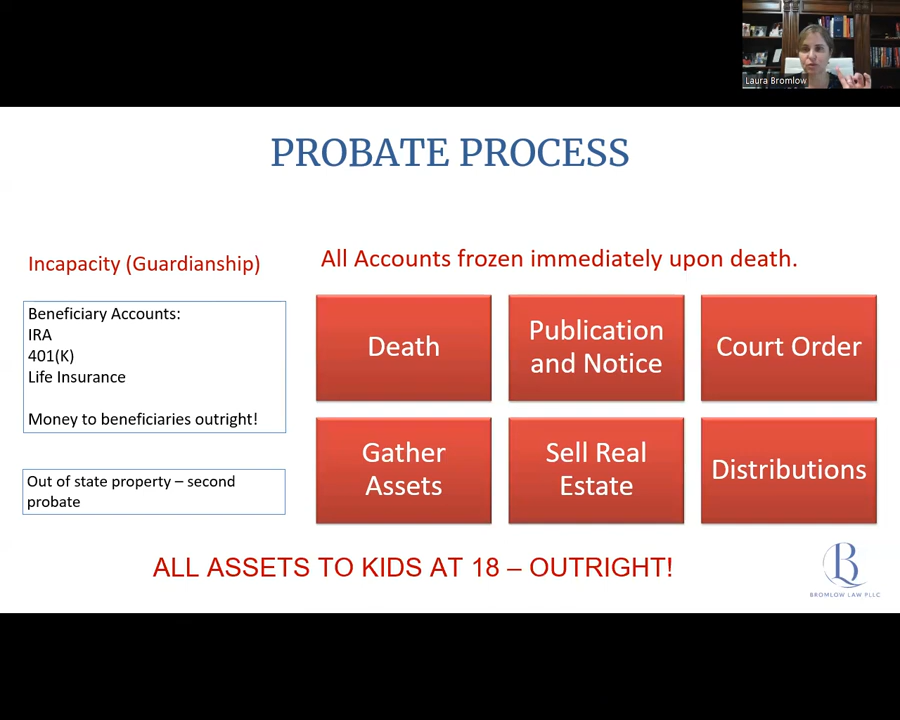 Laura Bromlow
PROBATE PROCESS
Incapacity (Guardianship)
All Accounts frozen immediately upon death.
Beneficiary Accounts:
IRA
401(K)
Life Insurance
Money to beneficiaries outright!
Out of state property – second
probate
Death
Publication
and Notice
Court Order
Gather
Assets
Sell Real
Estate
Distributions
ALL ASSETS TO KIDS AT 18 – OUTRIGHT!
BROMLOW LAW PLLC